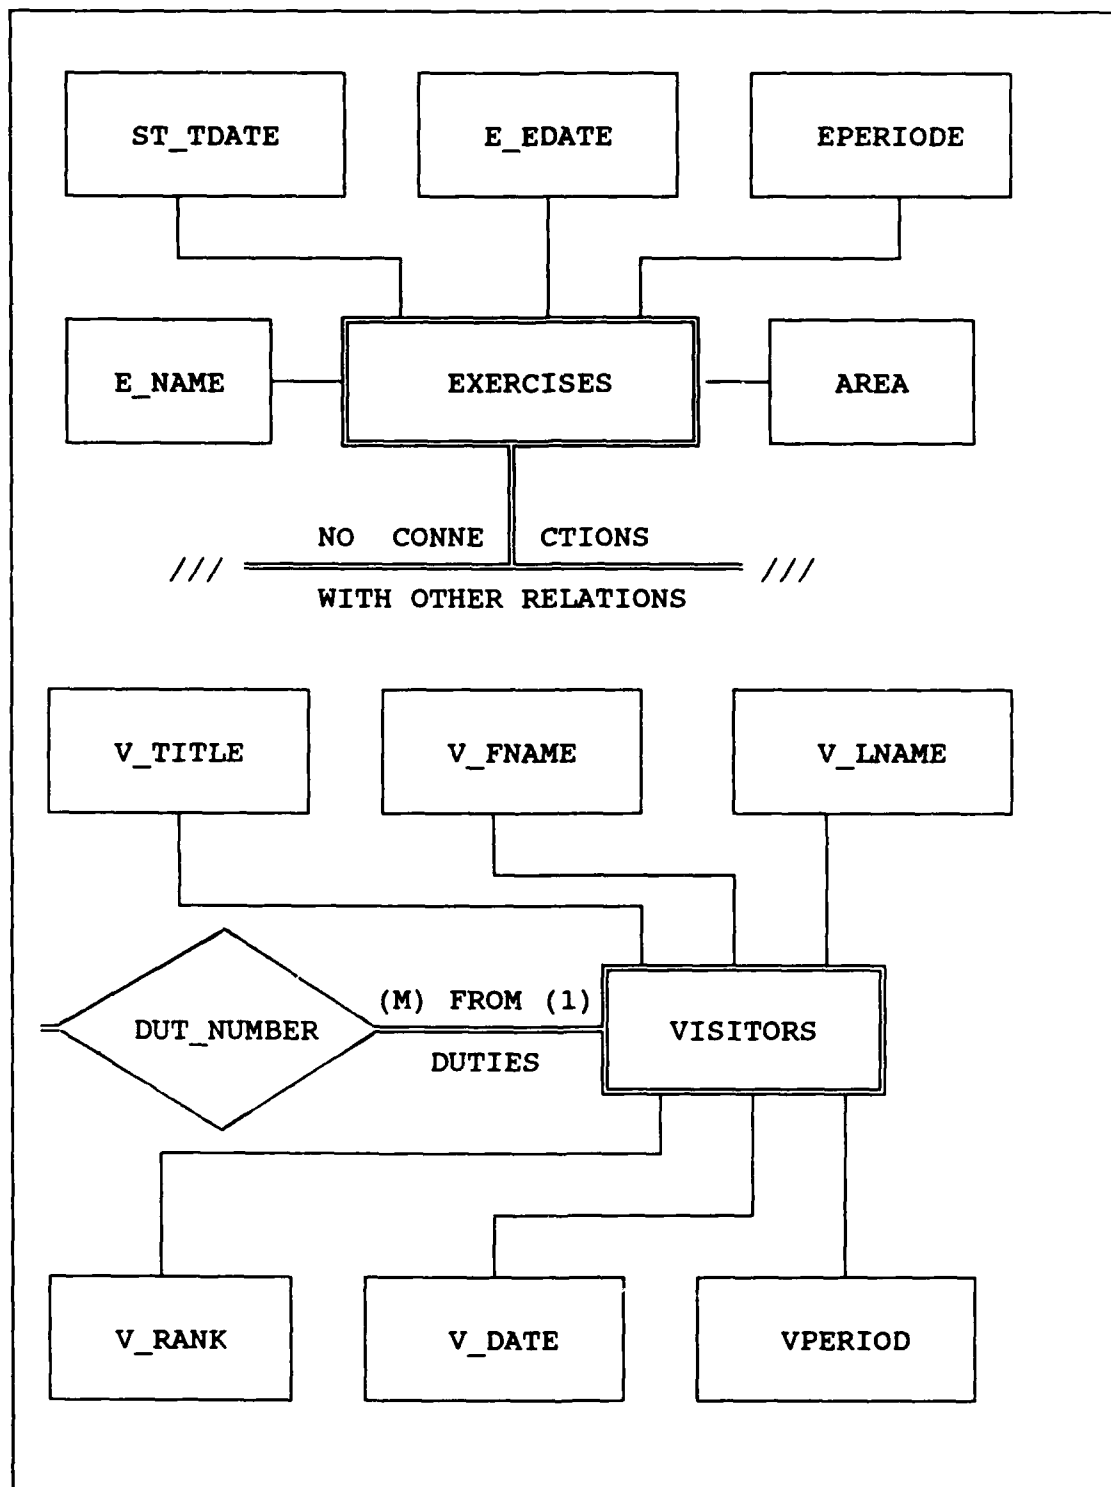 ST_TDATE
E_EDATE
EPERIODE
E_NAME
EXERCISES
AREA
NO CONNE CTIONS
/// ///
WITH OTHER RELATIONS
V_TITLE
V_FNAME
V_LNAME
(M) FROM (1)
DUT_NUMBER
VISITORS
DUTIES
V_RANK
V_DATE
VPERIOD